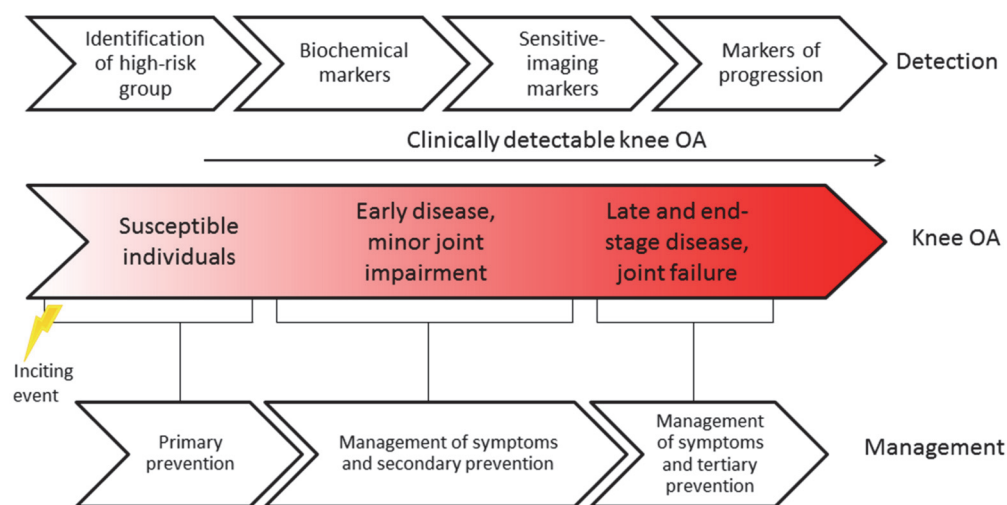 Identification
of high-risk
group
Biochemical
markers
Sensitive-
imaging
markers
Markers of
progression
Detection
Clinically detectable knee OA
Susceptible
individuals
Early disease,
minor joint
impairment
Late and end-
stage disease,
joint failure
Knee OA
Inciting
event
Primary
prevention
Management of symptoms
and secondary prevention
Management
of symptoms
and tertiary
prevention
Management